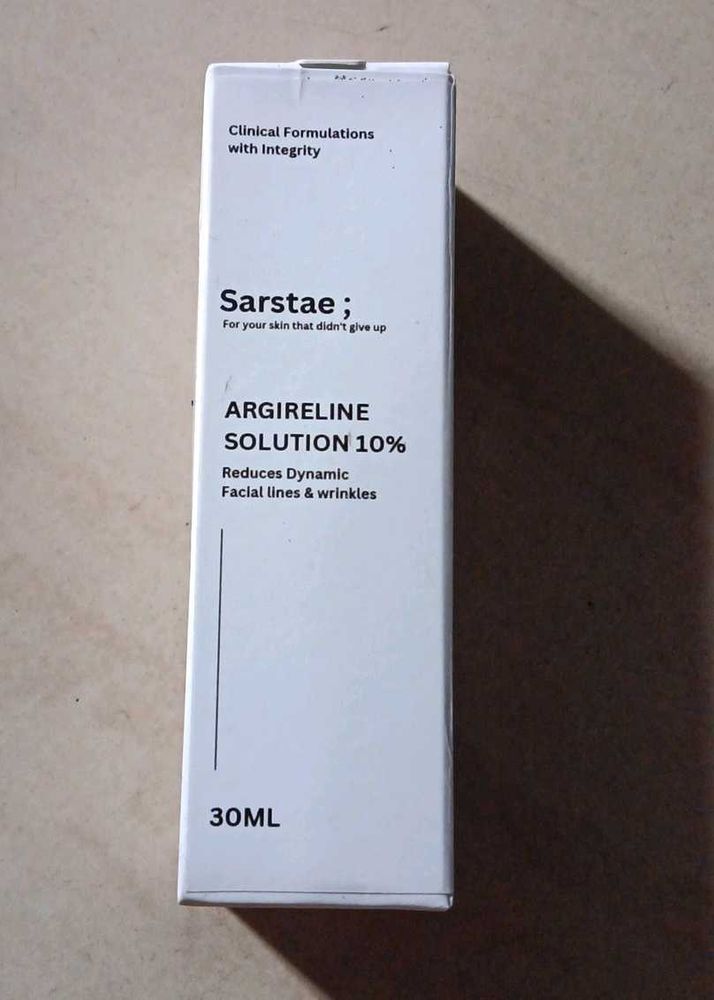 Clinical Formulations
with Integrity
Sarstae ;
For your skin that didn't give up
ARGIRELINE
SOLUTION 10%
Reduces Dynamic
Facial lines & wrinkles
30ML